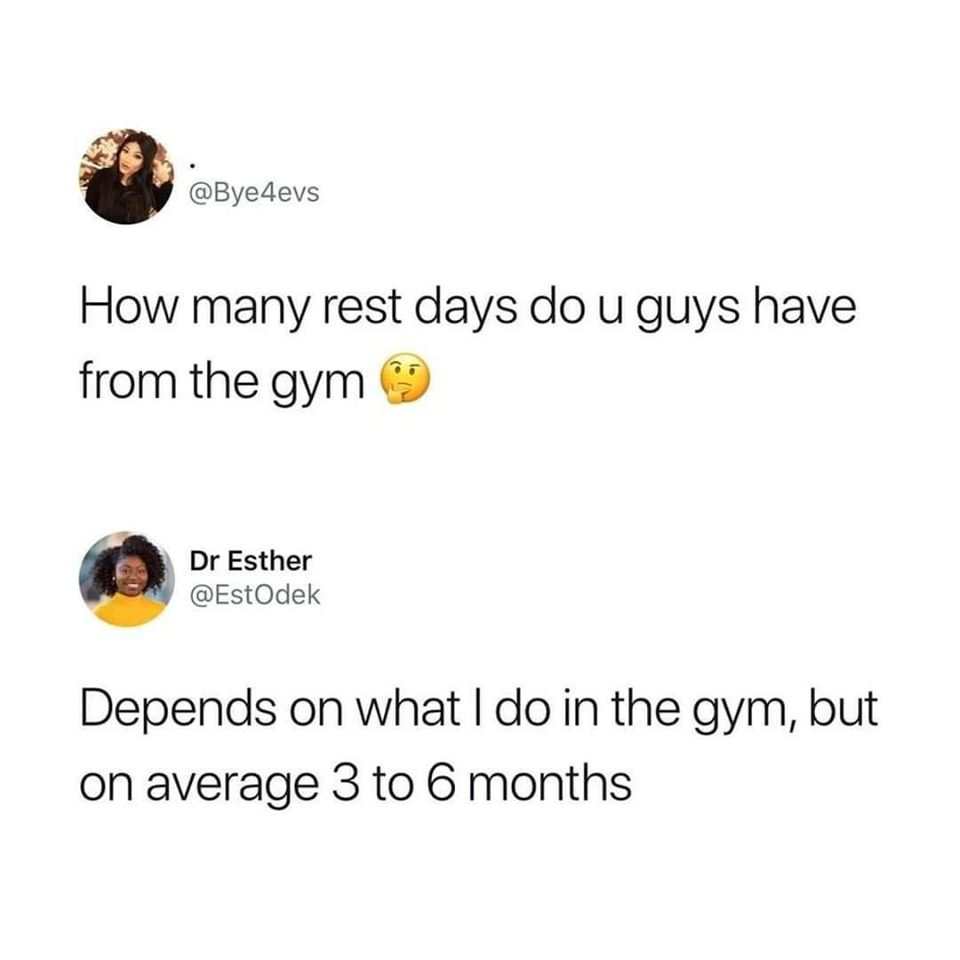 .
@Bye4evs
How many rest days do u guys have
from the gym 🤔
Dr Esther
@EstOdek
Depends on what I do in the gym, but
on average 3 to 6 months